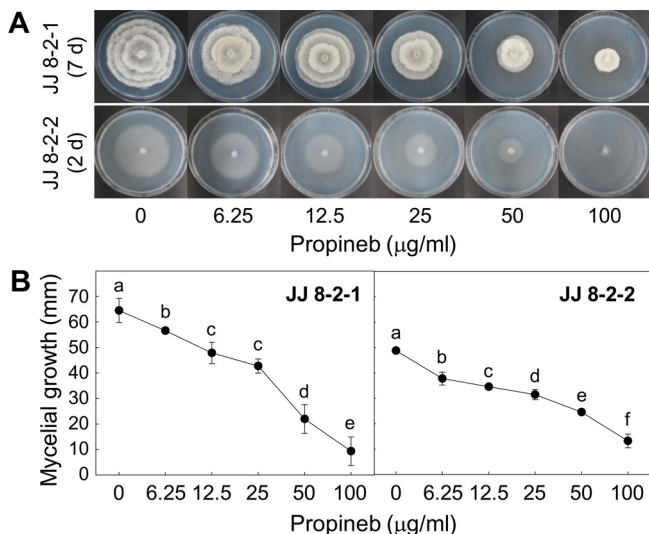 A
JJ 8-2-1
(7 d)
JJ 8-2-2
(2 d)
0 6.25 12.5 25 50 100
Propineb (μg/ml)
B
Mycelial growth (mm)
70
60
50
40
30
20
10
0
JJ 8-2-1
a
b
c
c
d
e
0 6.25 12.5 25 50 100
Propineb (μg/ml)
JJ 8-2-2
a
b
c
d
e
f
0 6.25 12.5 25 50 100
Propineb (μg/ml)